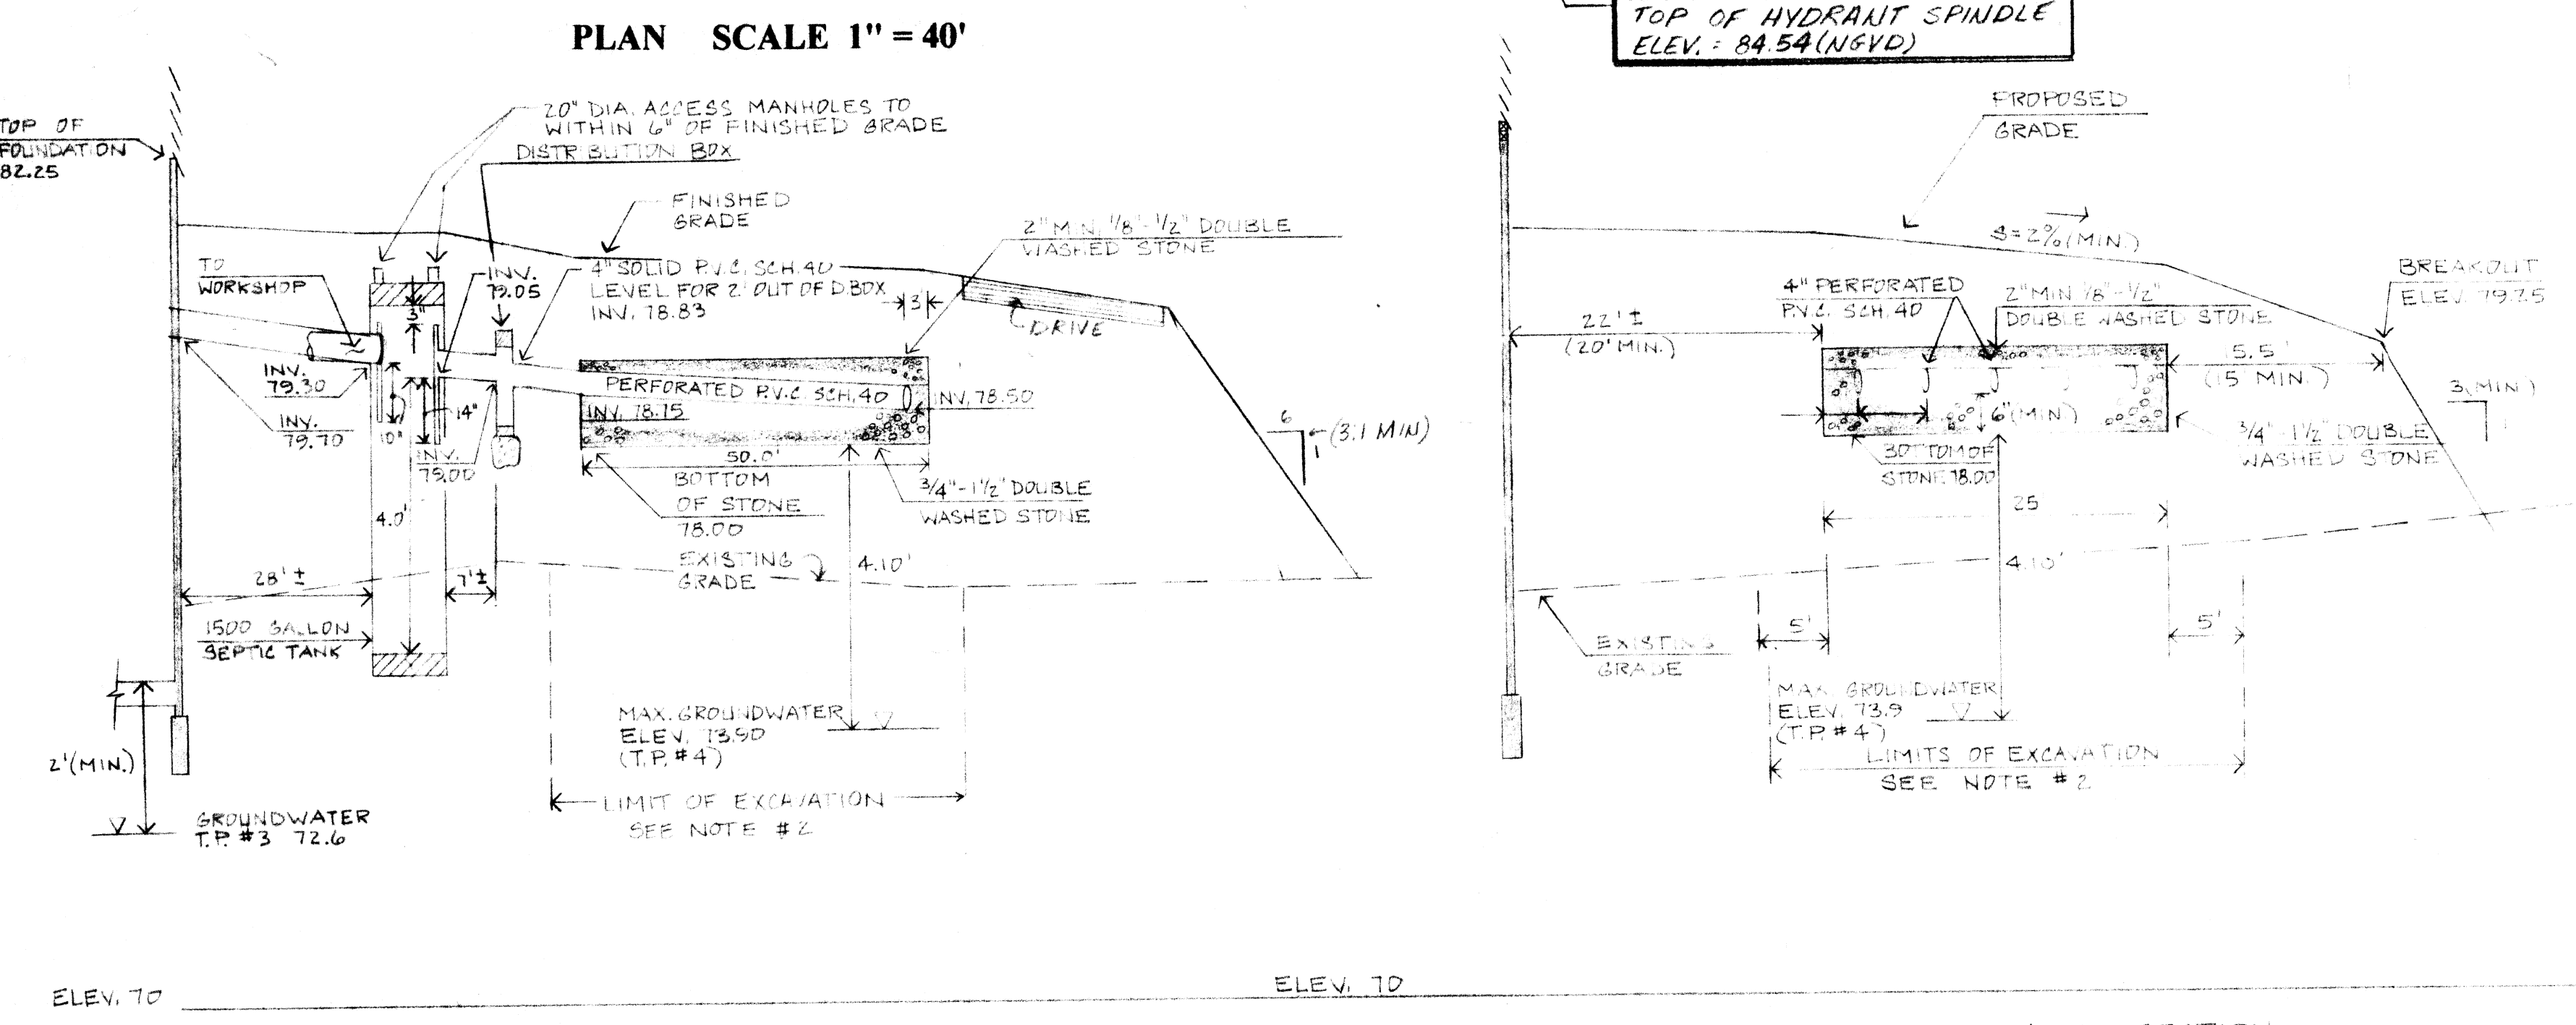 PLAN SCALE 1" = 40'
TOP OF HYDRANT SPINDLE
ELEV. : 84.54 (NGVD)
TOP OF
FOUNDATION
82.25
20" DIA. ACCESS MANHOLES TO
WITHIN 6" OF FINISHED GRADE
DISTRIBUTION BOX
FINISHED
GRADE
2" MIN. 1/8"-1/2" DOUBLE
WASHED STONE
TO
WORKSHOP
INV.
79.05
4" SOLID P.V.C. SCH. 40
LEVEL FOR 2' OUT OF D.BOX
INV. 78.83
3
3"
DRIVE
INV.
79.30
INV.
79.70
10"
14"
INV.
79.00
PERFORATED P.V.C. SCH. 40
INV. 78.75
INV. 78.50
50.0'
BOTTOM
OF STONE
78.00
3/4"-1 1/2" DOUBLE
WASHED STONE
6
1
(3:1 MIN)
4.0'
EXISTING
GRADE
4.10'
28' ±
7' ±
1500 GALLON
SEPTIC TANK
2' (MIN.)
GROUNDWATER
T.P. #3 72.6
MAX. GROUNDWATER
ELEV. 73.90
(T.P. #4)
LIMIT OF EXCAVATION
SEE NOTE #2
PROPOSED
GRADE
S=2% (MIN.)
BREAKOUT
ELEV. 79.25
4" PERFORATED
P.V.C. SCH. 40
2" MIN 1/8"-1/2"
DOUBLE WASHED STONE
22' ±
(20' MIN.)
(15' MIN.)
3 (MIN)
6" (MIN)
BOTTOM OF
STONE 78.00
3/4"-1 1/2" DOUBLE
WASHED STONE
25
4.10'
5'
5'
EXISTING
GRADE
MAX. GROUNDWATER
ELEV. 73.9
(T.P. #4)
LIMITS OF EXCAVATION
SEE NOTE #2
ELEV. 70
ELEV. 70